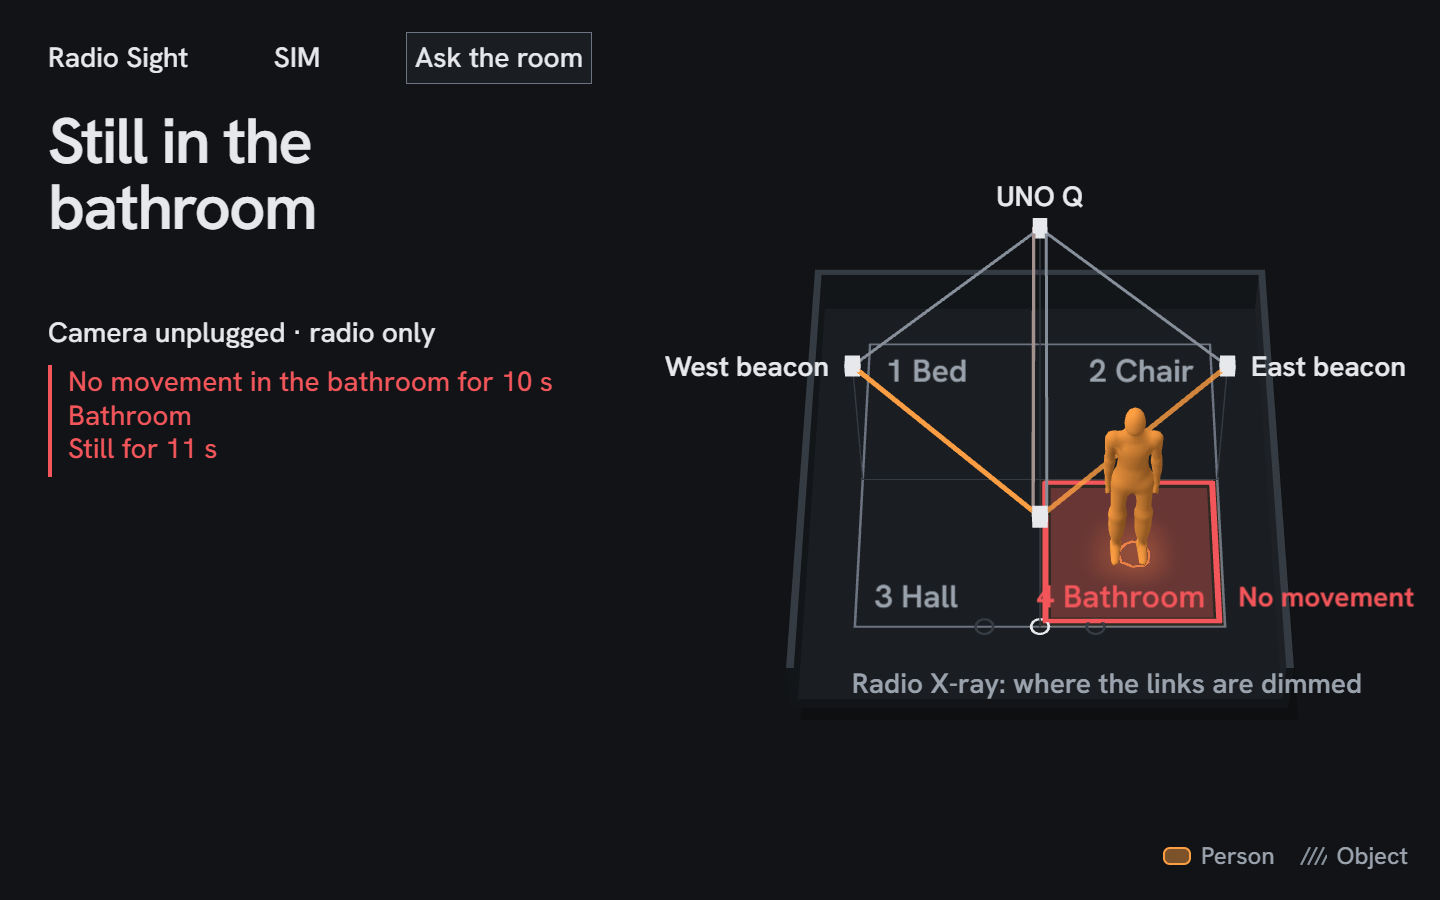 Radio Sight
SIM
Ask the room
Still in the
bathroom
Camera unplugged · radio only
No movement in the bathroom for 10 s
Bathroom
Still for 11 s
UNO Q
West beacon
East beacon
1 Bed
2 Chair
3 Hall
4 Bathroom
No movement
Radio X-ray: where the links are dimmed
Person
Object